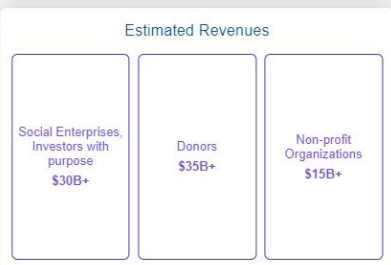 Estimated Revenues
Social Enterprises,
Investors with
purpose
$30B+
Donors
$35B+
Non-profit
Organizations
$15B+